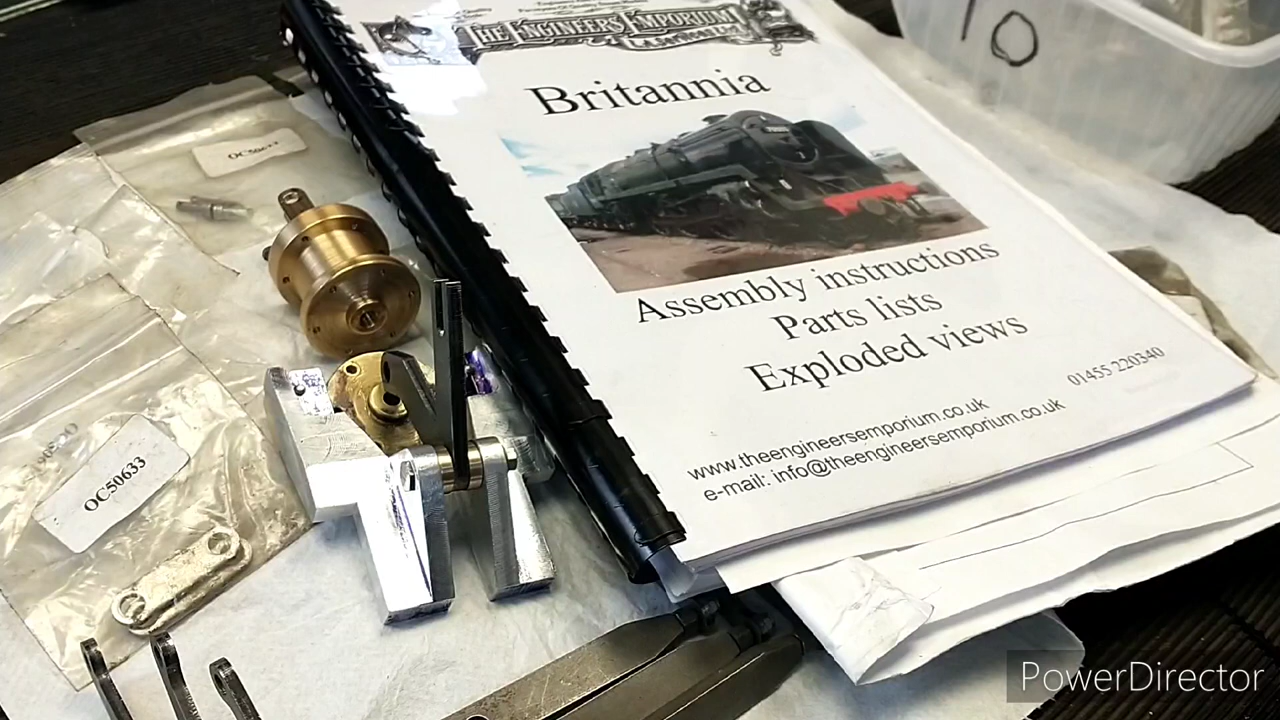 THE ENGINEERS EMPORIUM
Britannia
Assembly instructions
Parts lists
Exploded views
01455 220340
www.theengineersemporium.co.uk
e-mail: info@theengineersemporium.co.uk
OC50633
10
PowerDirector